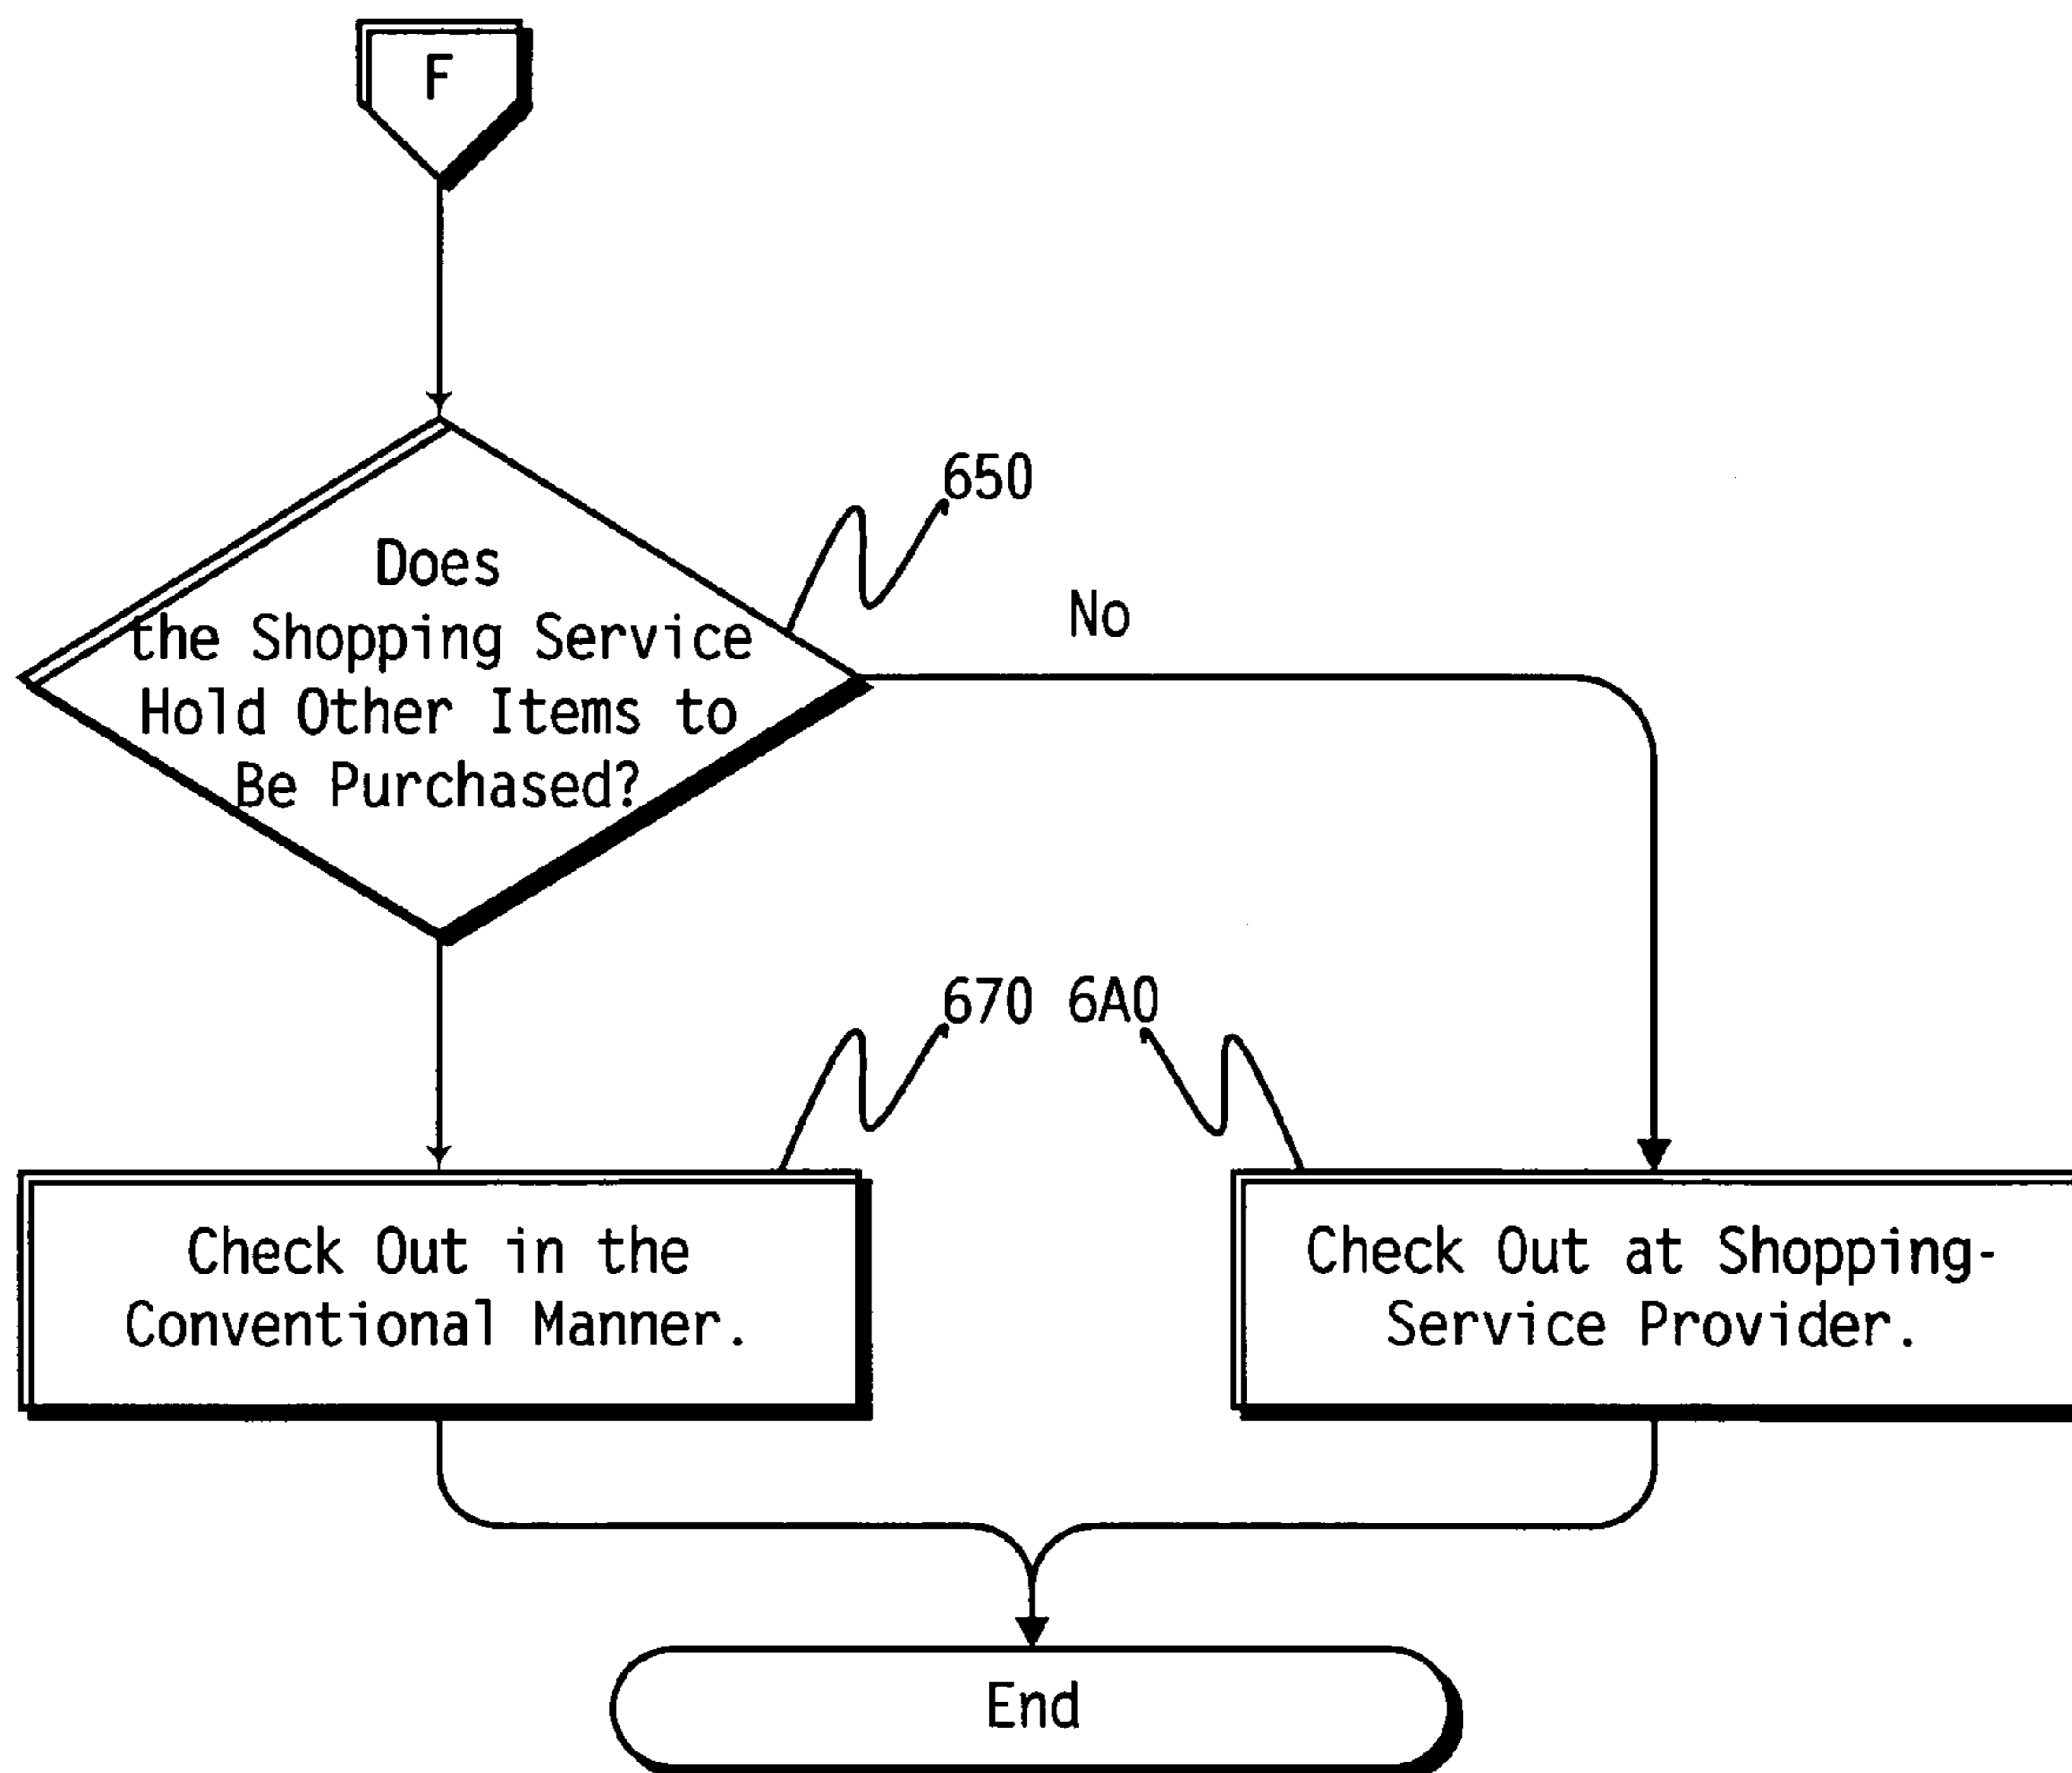 F
650
Does
the Shopping Service
Hold Other Items to
Be Purchased?
No
670 6A0
Check Out in the
Conventional Manner.
Check Out at Shopping-
Service Provider.
End